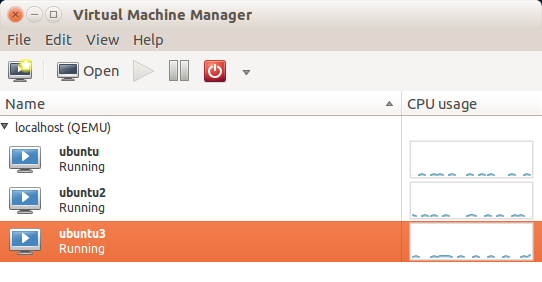 Virtual Machine Manager
File Edit View Help
Open
Name CPU usage
localhost (QEMU)
ubuntu
Running
ubuntu2
Running
ubuntu3
Running